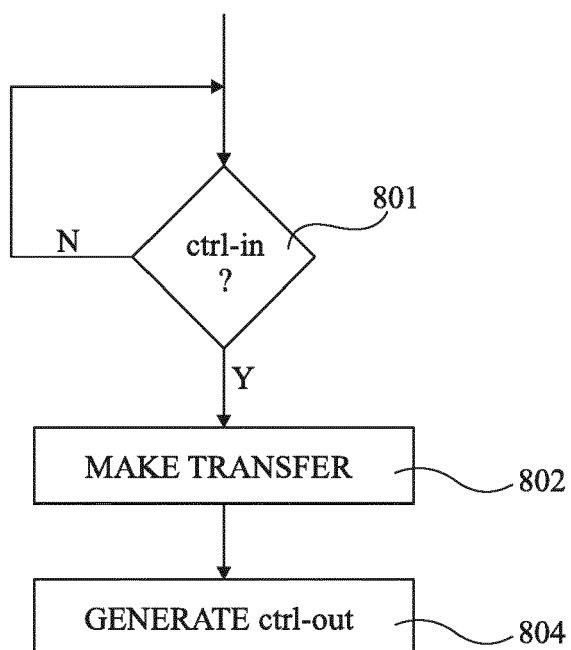 801
ctrl-in
?
N
Y
MAKE TRANSFER
802
GENERATE ctrl-out
804